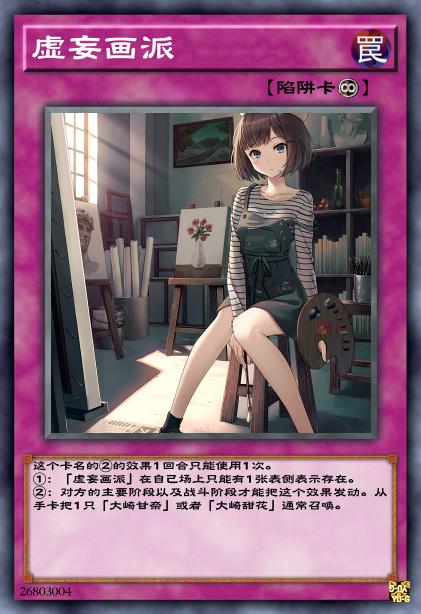 虚妄画派
罠
【陷阱卡】
这个卡名的②的效果1回合只能使用1次。
①：「虚妄画派」在自己场上只能有1张表侧表示存在。
②：对方的主要阶段以及战斗阶段才能把这个效果发动。从
手卡把1只「大崎甘奈」或者「大崎甜花」通常召唤。
26803004